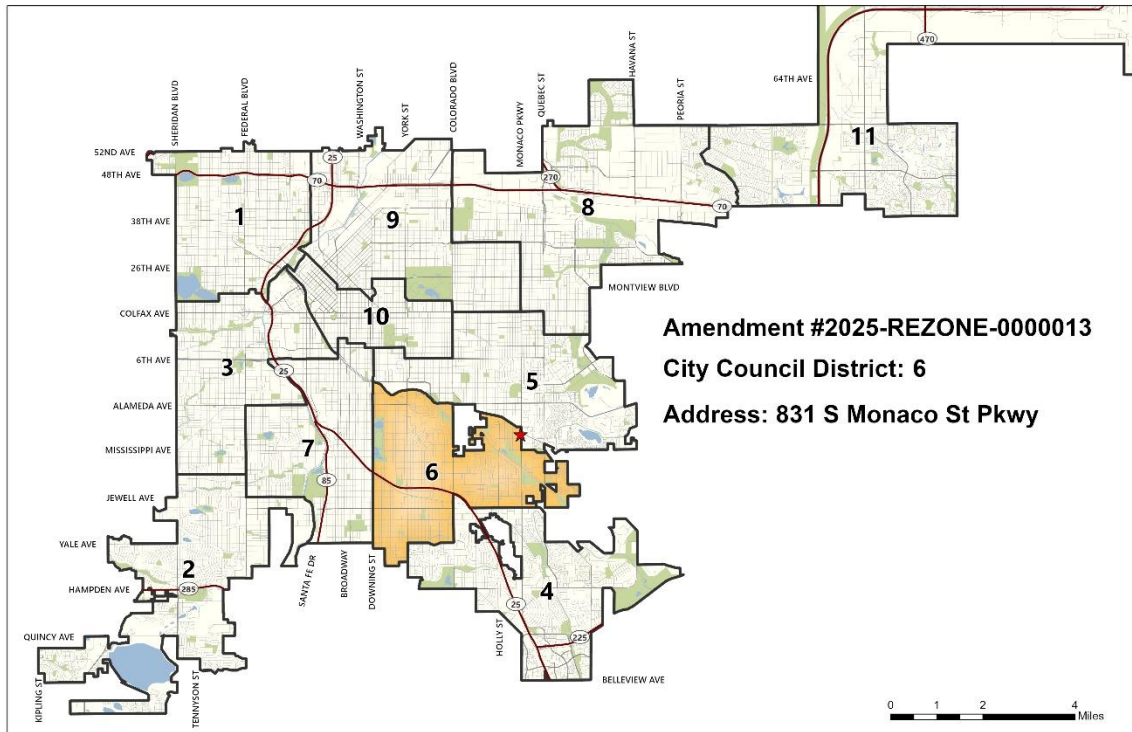 SHERIDAN BLVD
FEDERAL BLVD
WASHINGTON ST
YORK ST
COLORADO BLVD
MONACO PKWY
QUEBEC ST
HAVANA ST
PEORIA ST
64TH AVE
470
11
52ND AVE
48TH AVE
25
70
270
70
1
9
8
38TH AVE
26TH AVE
MONTVIEW BLVD
COLFAX AVE
10
Amendment #2025-REZONE-0000013
6TH AVE
3
25
5
City Council District: 6
ALAMEDA AVE
Address: 831 S Monaco St Pkwy
MISSISSIPPI AVE
7
6
85
JEWELL AVE
YALE AVE
2
HAMPDEN AVE
285
SANTA FE DR
BROADWAY
DOWNING ST
4
25
HOLLY ST
225
QUINCY AVE
KIPLING ST
TENNYSON ST
BELLEVIEW AVE
0 1 2 4
Miles